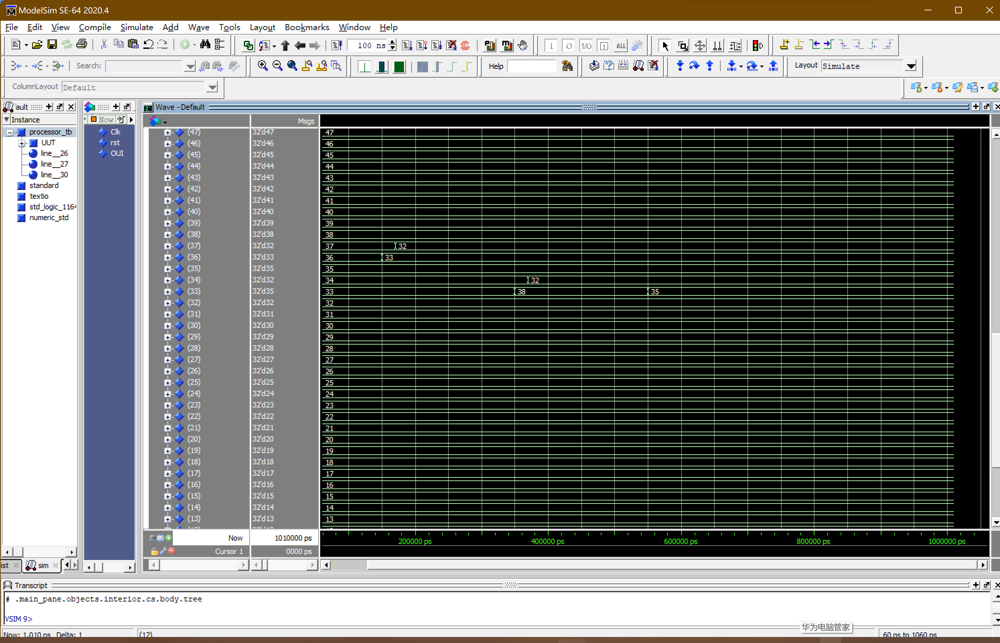 ModelSim SE-64 2020.4
File Edit View Compile Simulate Add Wave Tools Layout Bookmarks Window Help
100 ns
Search:
Help
Layout Simulate
ColumnLayout Default
ault
Now
Wave - Default
Instance
Msgs
processor_tb
UUT
line__26
line__27
line__30
standard
textio
std_logic_1164
numeric_std
Clk
rst
OUI
(47) 32'd47 47
(46) 32'd46 46
(45) 32'd45 45
(44) 32'd44 44
(43) 32'd43 43
(42) 32'd42 42
(41) 32'd41 41
(40) 32'd40 40
(39) 32'd39 39
(38) 32'd38 38
(37) 32'd32 37 32
(36) 32'd33 36 33
(35) 32'd35 35
(34) 32'd32 34 32
(33) 32'd35 33 38 35
(32) 32'd32 32
(31) 32'd31 31
(30) 32'd30 30
(29) 32'd29 29
(28) 32'd28 28
(27) 32'd27 27
(26) 32'd26 26
(25) 32'd25 25
(24) 32'd24 24
(23) 32'd23 23
(22) 32'd22 22
(21) 32'd21 21
(20) 32'd20 20
(19) 32'd19 19
(18) 32'd18 18
(17) 32'd17 17
(16) 32'd16 16
(15) 32'd15 15
(14) 32'd14 14
(13) 32'd13 13
Now 1010000 ps
200000 ps 400000 ps 600000 ps 800000 ps 1000000 ps
Cursor 1 0000 ps
ist sim
Transcript
# .main_pane.objects.interior.cs.body.tree
VSIM 9>
华为电脑管家
Now: 1,010 ns Delta: 1 (12) 60 ns to 1060 ns